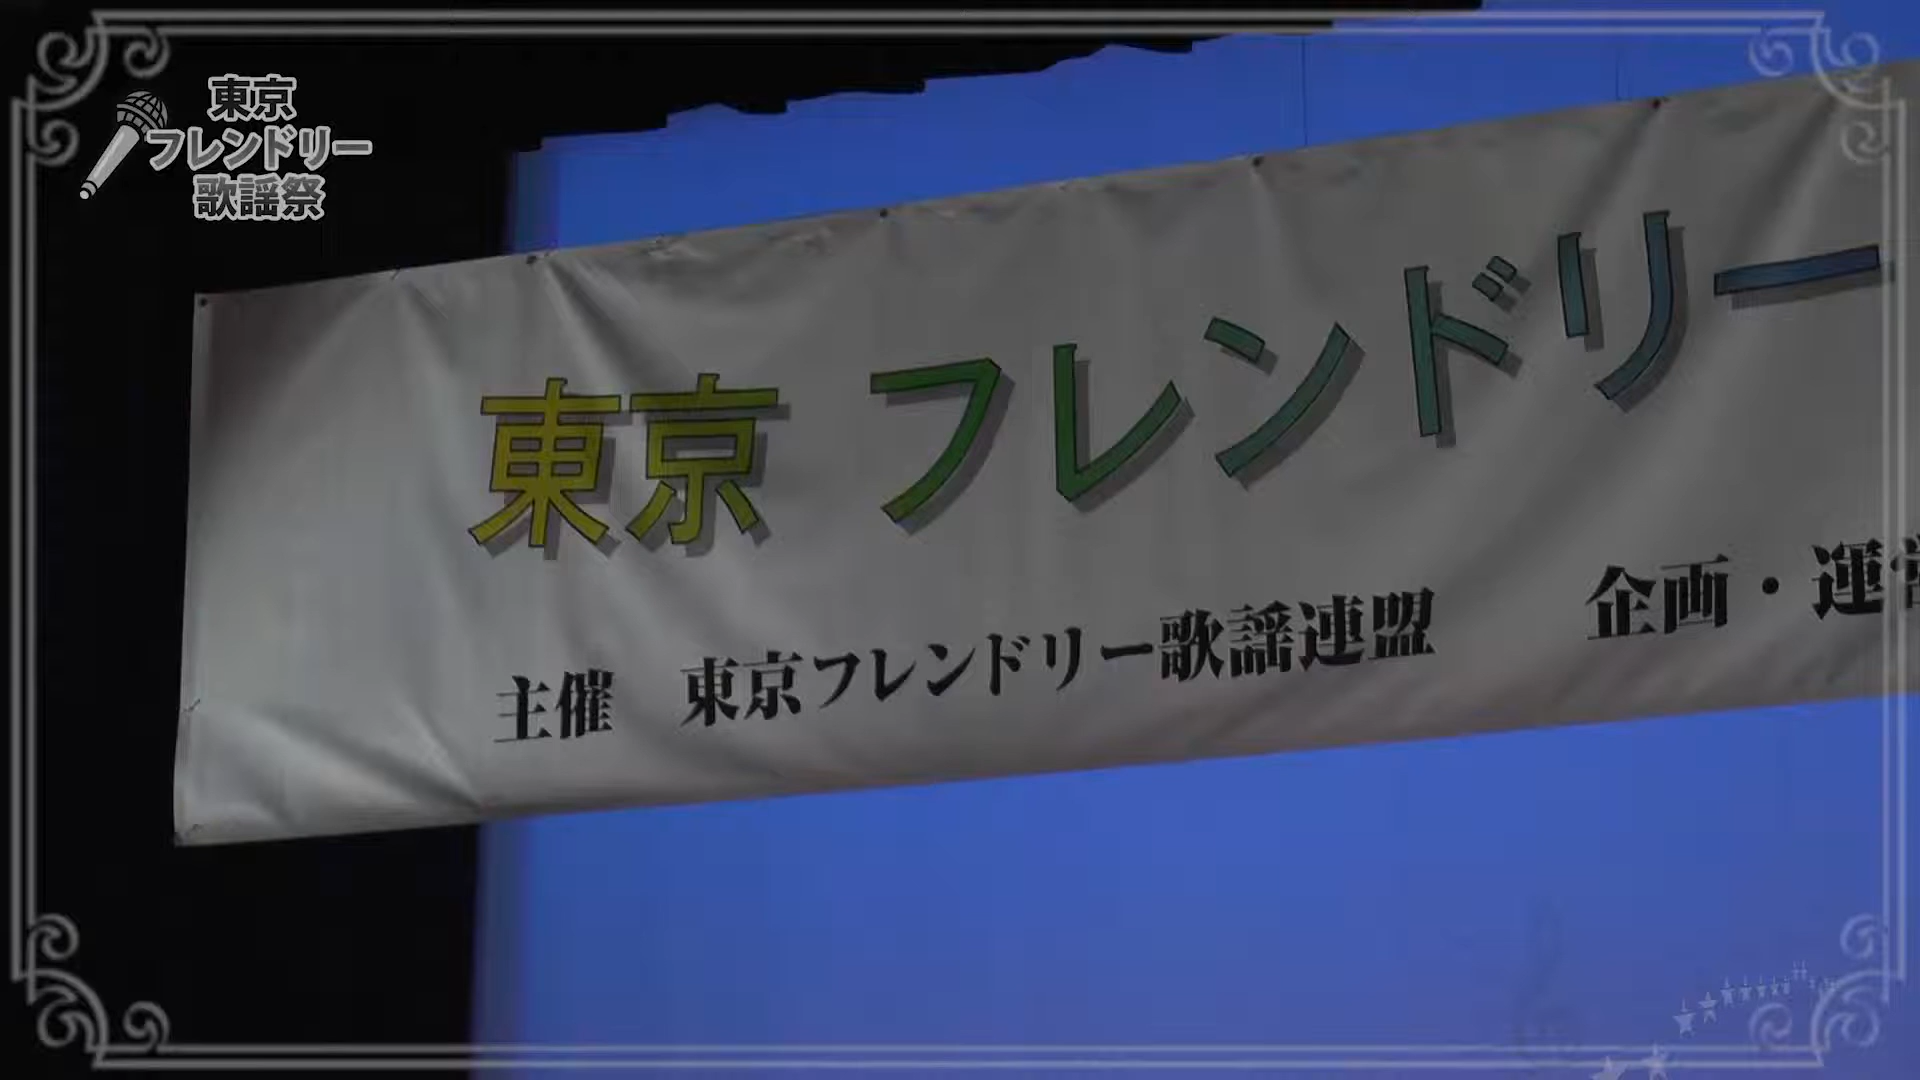 東京
フレンドリー
歌謡祭
東京 フレンドリー
主催 東京フレンドリー歌謡連盟 企画・運営